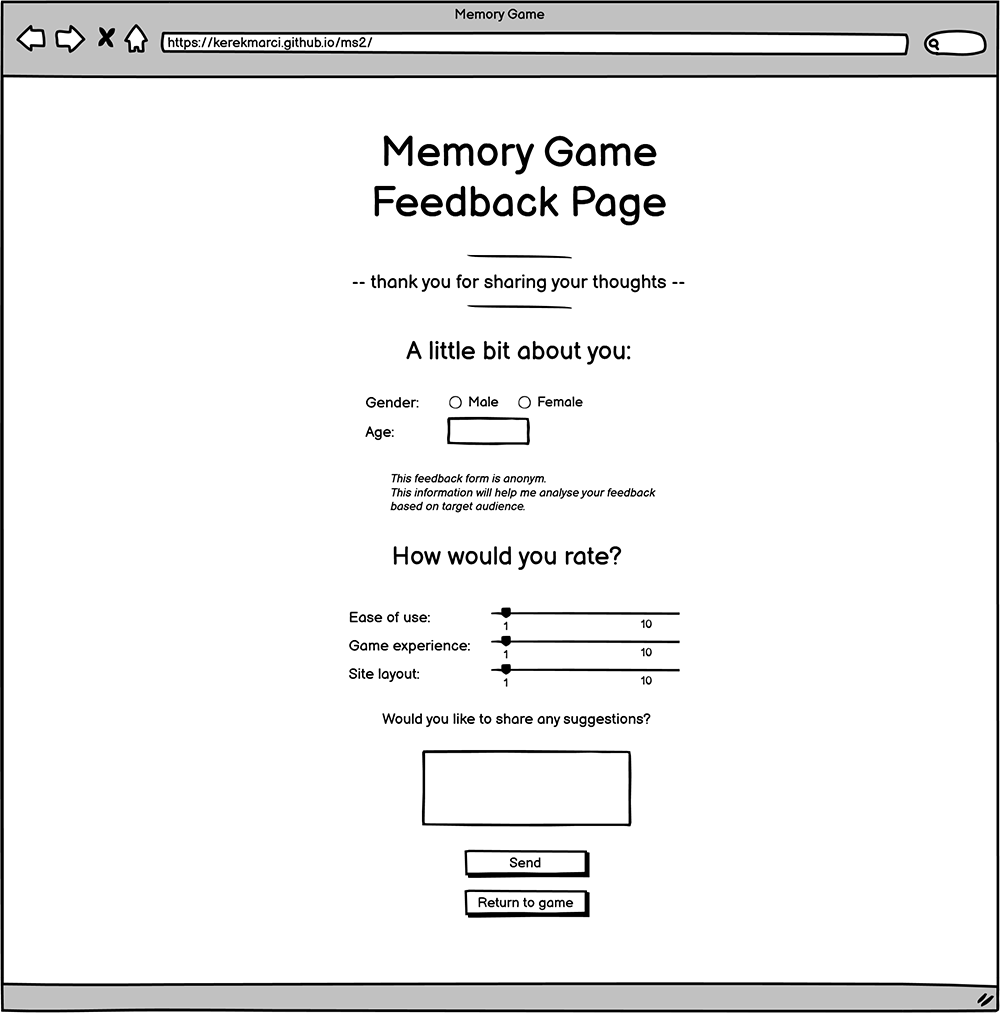 Memory Game
https://kerekmarci.github.io/ms2/
Memory Game
Feedback Page
-- thank you for sharing your thoughts --
A little bit about you:
Gender: Male Female
Age:
This feedback form is anonym.
This information will help me analyse your feedback
based on target audience.
How would you rate?
Ease of use:
1 10
Game experience:
1 10
Site layout:
1 10
Would you like to share any suggestions?
Send
Return to game